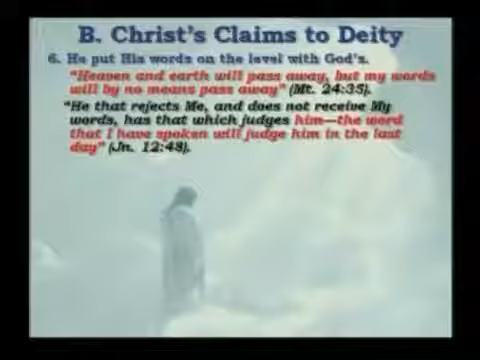 B. Christ's Claims to Deity
6. He put His words on the level with God's.
"Heaven and earth will pass away, but my words
will by no means pass away" (Mt. 24:35).
"He that rejects Me, and does not receive My
words, has that which judges him—the word
that I have spoken will judge him in the last
day" (Jn. 12:48).